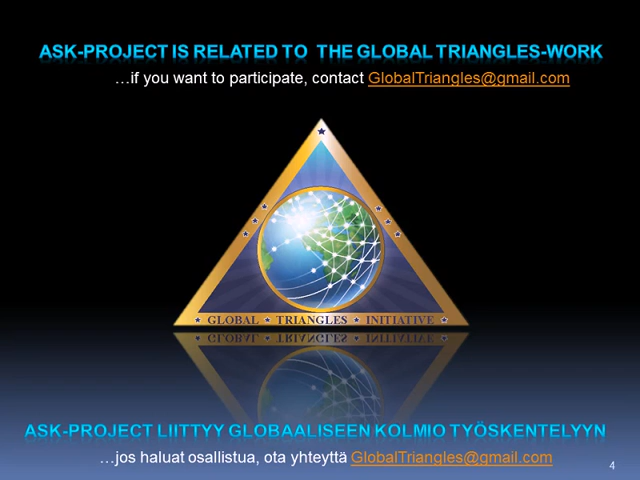 ASK-PROJECT IS RELATED TO THE GLOBAL TRIANGLES-WORK
…if you want to participate, contact GlobalTriangles@gmail.com
★ GLOBAL ★ TRIANGLES ★ INITIATIVE ★
ASK-PROJECT LIITTYY GLOBAALISEEN KOLMIO TYÖSKENTELYYN
…jos haluat osallistua, ota yhteyttä GlobalTriangles@gmail.com
4